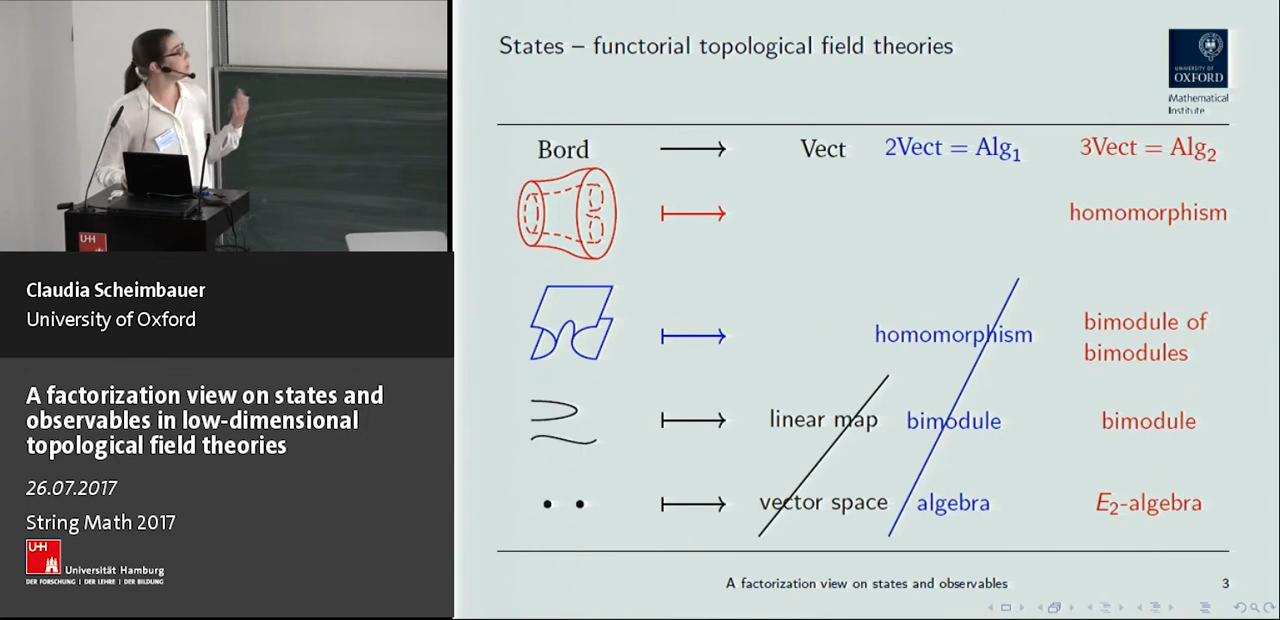 States – functorial topological field theories
UNIVERSITY OF
OXFORD
Mathematical
Institute
Bord Vect 2Vect = Alg₁ 3Vect = Alg₂
homomorphism
homomorphism bimodule of
bimodules
linear map bimodule bimodule
vector space algebra E₂-algebra
A factorization view on states and observables 3
UH
Claudia Scheimbauer
University of Oxford
A factorization view on states and
observables in low-dimensional
topological field theories
26.07.2017
String Math 2017
UH
Universität Hamburg
DER FORSCHUNG | DER LEHRE | DER BILDUNG